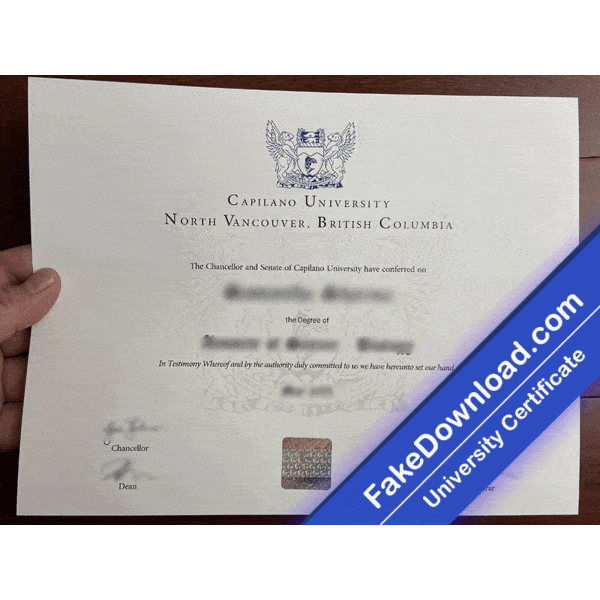 CAPILANO UNIVERSITY
NORTH VANCOUVER, BRITISH COLUMBIA
The Chancellor and Senate of Capilano University have conferred on
the Degree of
In Testimony Whereof and by the authority duly committed to us we have hereunto set our hand
Chancellor
Dean
FakeDownload.com
University Certificate